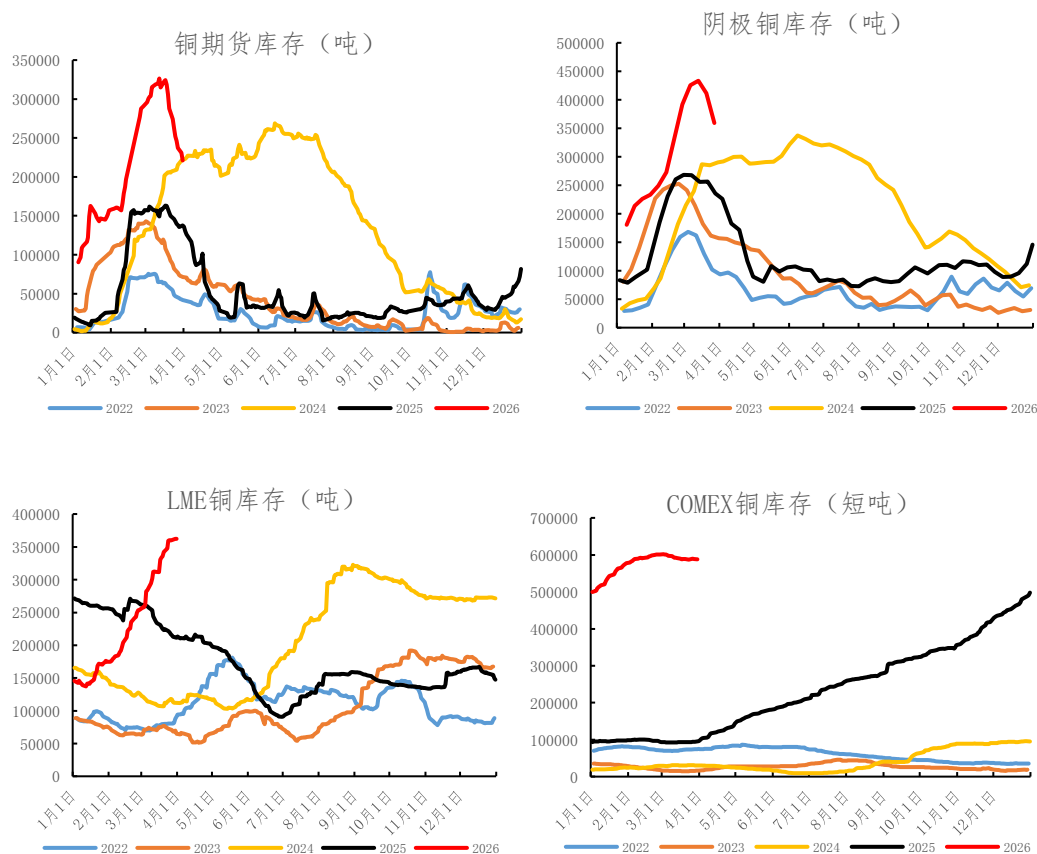 铜期货库存（吨）
350000
300000
250000
200000
150000
100000
50000
0
1月1日
2月1日
3月1日
4月1日
5月1日
6月1日
7月1日
8月1日
9月1日
10月1日
11月1日
12月1日
2022 2023 2024 2025 2026
阴极铜库存（吨）
500000
450000
400000
350000
300000
250000
200000
150000
100000
50000
0
1月1日
2月1日
3月1日
4月1日
5月1日
6月1日
7月1日
8月1日
9月1日
10月1日
11月1日
12月1日
2022 2023 2024 2025 2026
LME铜库存（吨）
400000
350000
300000
250000
200000
150000
100000
50000
0
1月1日
2月1日
3月1日
4月1日
5月1日
6月1日
7月1日
8月1日
9月1日
10月1日
11月1日
12月1日
2022 2023 2024 2025 2026
COMEX铜库存（短吨）
700000
600000
500000
400000
300000
200000
100000
0
1月1日
2月1日
3月1日
4月1日
5月1日
6月1日
7月1日
8月1日
9月1日
10月1日
11月1日
12月1日
2022 2023 2024 2025 2026